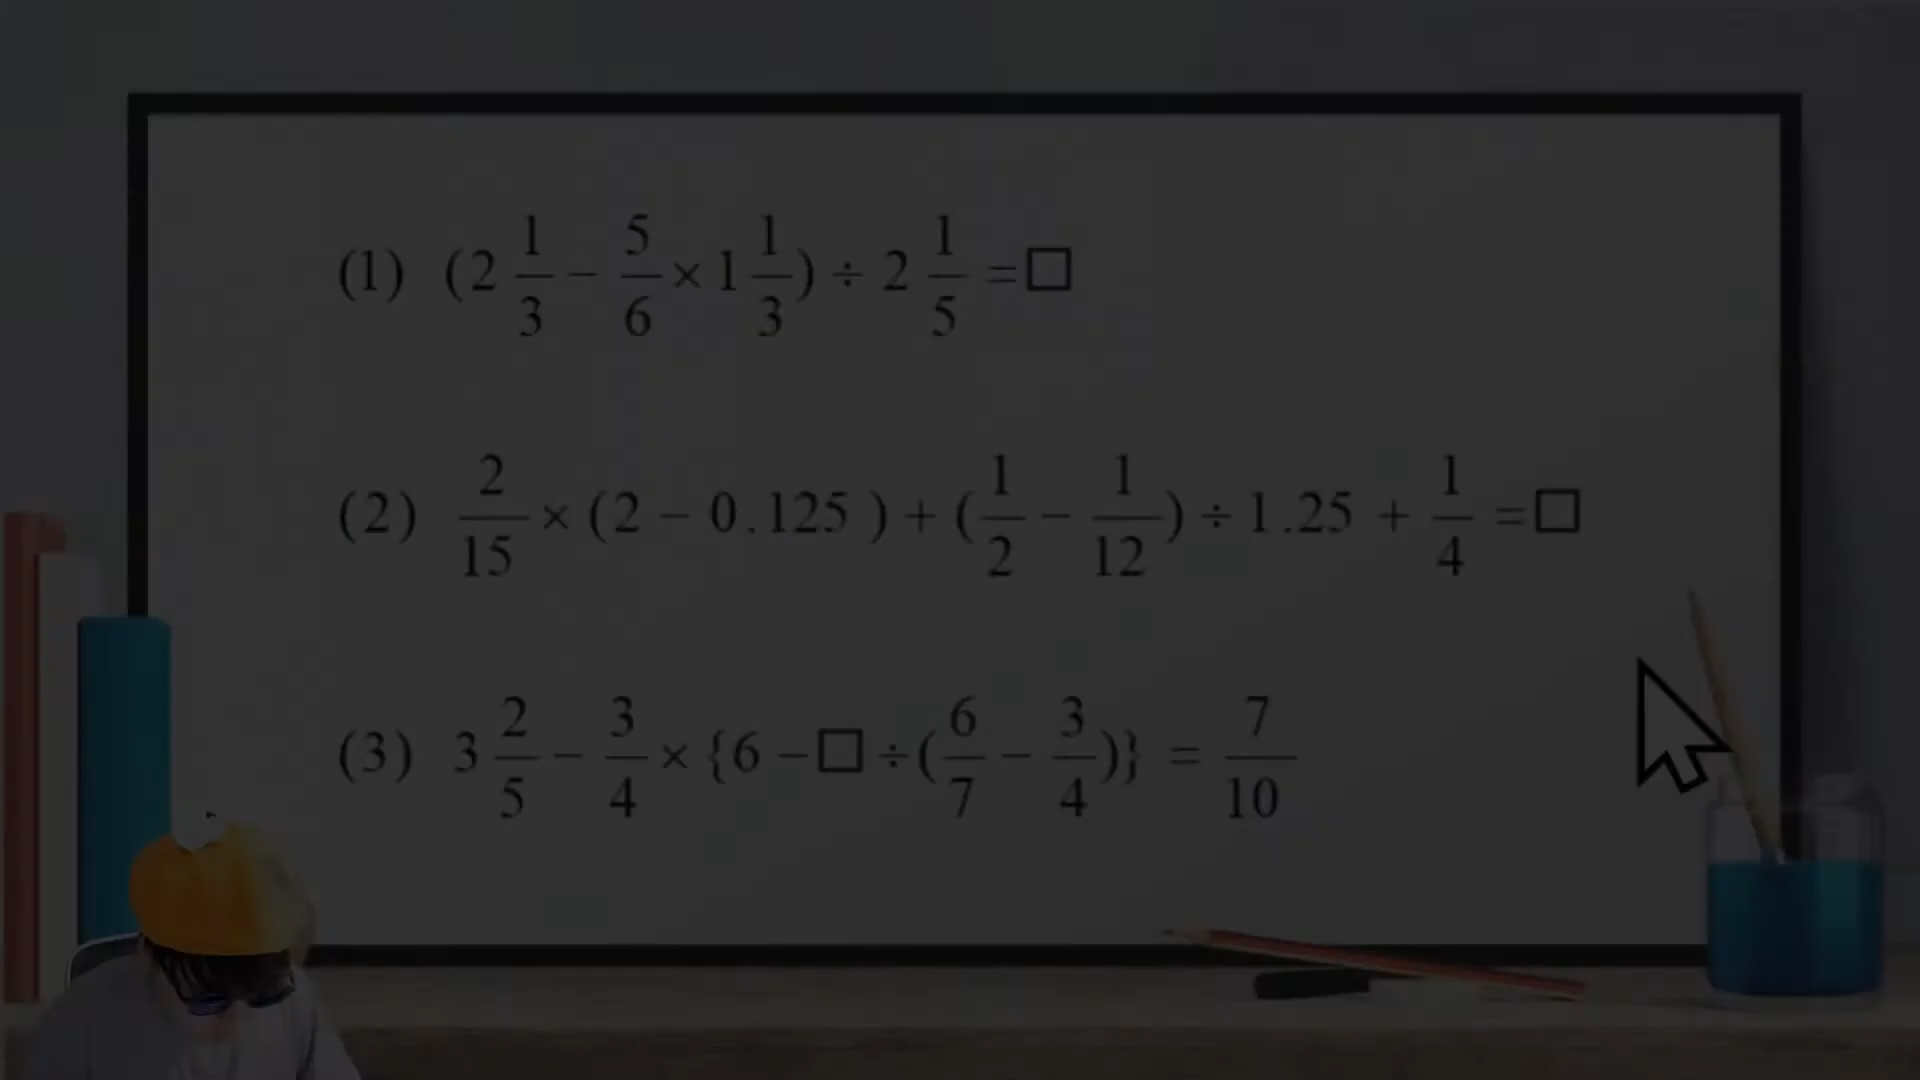 (1) (2 1/3 − 5/6 × 1 1/3) ÷ 2 1/5 = □
(2) 2/15 × (2 − 0.125) + (1/2 − 1/12) ÷ 1.25 + 1/4 = □
(3) 3 2/5 − 3/4 × {6 − □ ÷ (6/7 − 3/4)} = 7/10